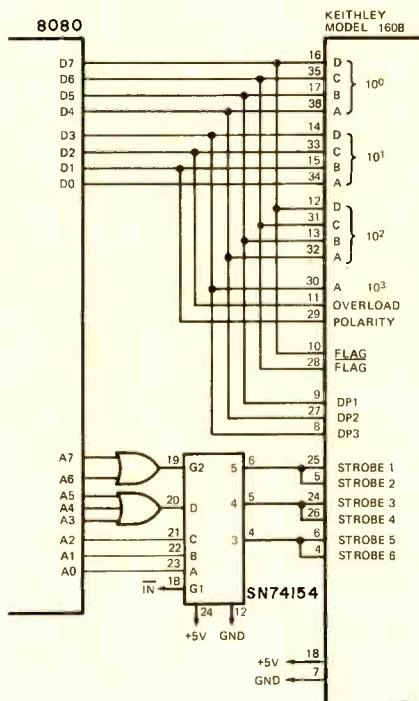 8080
KEITHLEY
MODEL 160B
D7
D6
D5
D4
D3
D2
D1
D0
16 D
35 C
17 B
38 A
10⁰
14 D
33 C
15 B
34 A
10¹
12 D
31 C
13 B
32 A
10²
30 A 10³
11 OVERLOAD
29 POLARITY
10 FLAG
28 FLAG
9 DP1
27 DP2
8 DP3
A7
A6
A5
A4
A3
A2
A1
A0
19 G2
20 D
21 C
22 B
23 A
18 G1
IN
5 6
4 5
3 4
SN74154
24
12
+5V
GND
25 STROBE 1
5 STROBE 2
24 STROBE 3
26 STROBE 4
6 STROBE 5
4 STROBE 6
+5V 18
GND 7